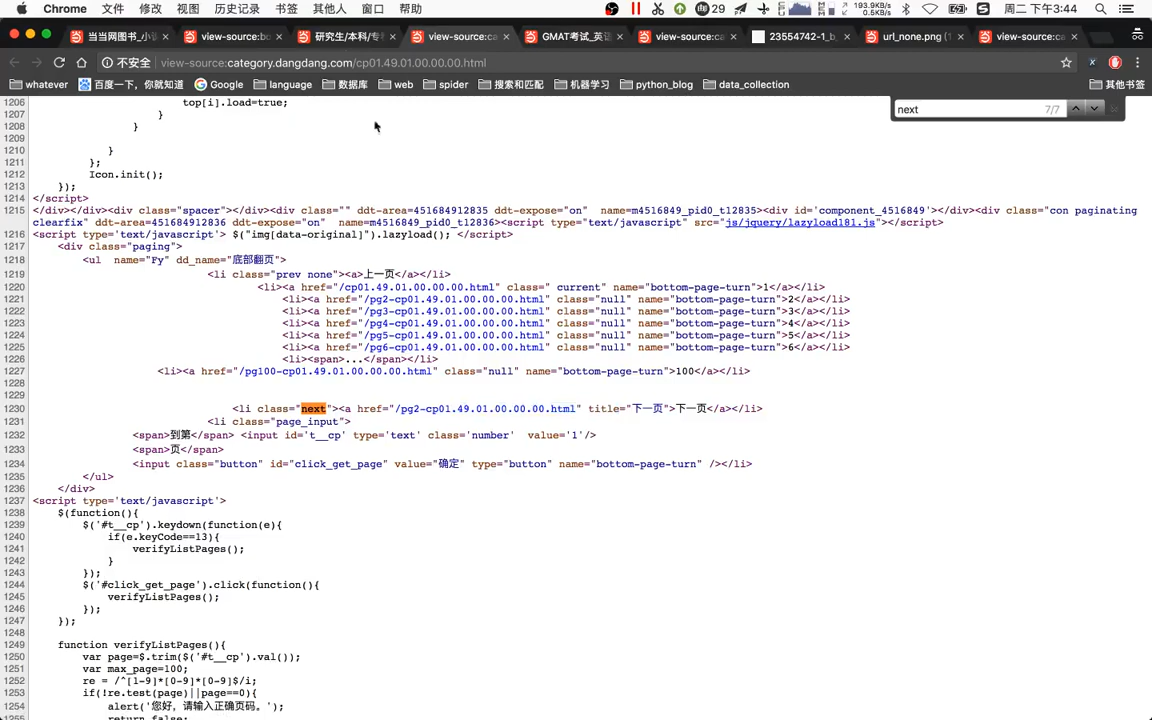 Chrome 文件 修改 视图 历史记录 书签 其他人 窗口 帮助 29 193.9KB/s 0.5KB/s 周二 下午3:44
当当网图书_小说 view-source:bo 研究生/本科/专 view-source:ca GMAT考试_英语 view-source:ca 23554742-1_b url_none.png (1 view-source:ca
不安全 view-source:category.dangdang.com/cp01.49.01.00.00.00.html
whatever 百度一下，你就知道 Google language 数据库 web spider 搜索和匹配 机器学习 python_blog data_collection 其他书签
next 7/7
1206 top[i].load=true;
1207 }
1208 }
1209
1210 }
1211 };
1212 Icon.init();
1213 });
1214 </script>
1215 </div></div><div class="spacer"></div><div class="" ddt-area=451684912835 ddt-expose="on"  name=m4516849_pid0_t12835><div id='component_4516849'></div><div class="con paginating
clearfix" ddt-area=451684912836 ddt-expose="on"  name=m4516849_pid0_t12836><script type="text/javascript" src="js/jquery/lazyload181.js"></script>
1216 <script type='text/javascript'> $("img[data-original]").lazyload(); </script>
1217 <div class="paging">
1218 <ul  name="Fy" dd_name="底部翻页">
1219 <li class="prev none"><a>上一页</a></li>
1220 <li><a href="/cp01.49.01.00.00.00.html" class=" current" name="bottom-page-turn">1</a></li>
1221 <li><a href="/pg2-cp01.49.01.00.00.00.html" class="null" name="bottom-page-turn">2</a></li>
1222 <li><a href="/pg3-cp01.49.01.00.00.00.html" class="null" name="bottom-page-turn">3</a></li>
1223 <li><a href="/pg4-cp01.49.01.00.00.00.html" class="null" name="bottom-page-turn">4</a></li>
1224 <li><a href="/pg5-cp01.49.01.00.00.00.html" class="null" name="bottom-page-turn">5</a></li>
1225 <li><a href="/pg6-cp01.49.01.00.00.00.html" class="null" name="bottom-page-turn">6</a></li>
1226 <li><span>...</span></li>
1227 <li><a href="/pg100-cp01.49.01.00.00.00.html" class="null" name="bottom-page-turn">100</a></li>
1228
1229
1230 <li class="next"><a href="/pg2-cp01.49.01.00.00.00.html" title="下一页">下一页</a></li>
1231 <li class="page_input">
1232 <span>到第</span> <input id='t__cp' type='text' class='number'  value='1'/>
1233 <span>页</span>
1234 <input class="button" id="click_get_page" value="确定" type="button" name="bottom-page-turn" /></li>
1235 </ul>
1236 </div>
1237 <script type='text/javascript'>
1238 $(function(){
1239 $('#t__cp').keydown(function(e){
1240 if(e.keyCode==13){
1241 verifyListPages();
1242 }
1243 });
1244 $('#click_get_page').click(function(){
1245 verifyListPages();
1246 });
1247 });
1248
1249 function verifyListPages(){
1250 var page=$.trim($('#t__cp').val());
1251 var max_page=100;
1252 re = /^[1-9]*[0-9]*[0-9]$/i;
1253 if(!re.test(page)||page==0){
1254 alert('您好，请输入正确页码。');
1255 return false;